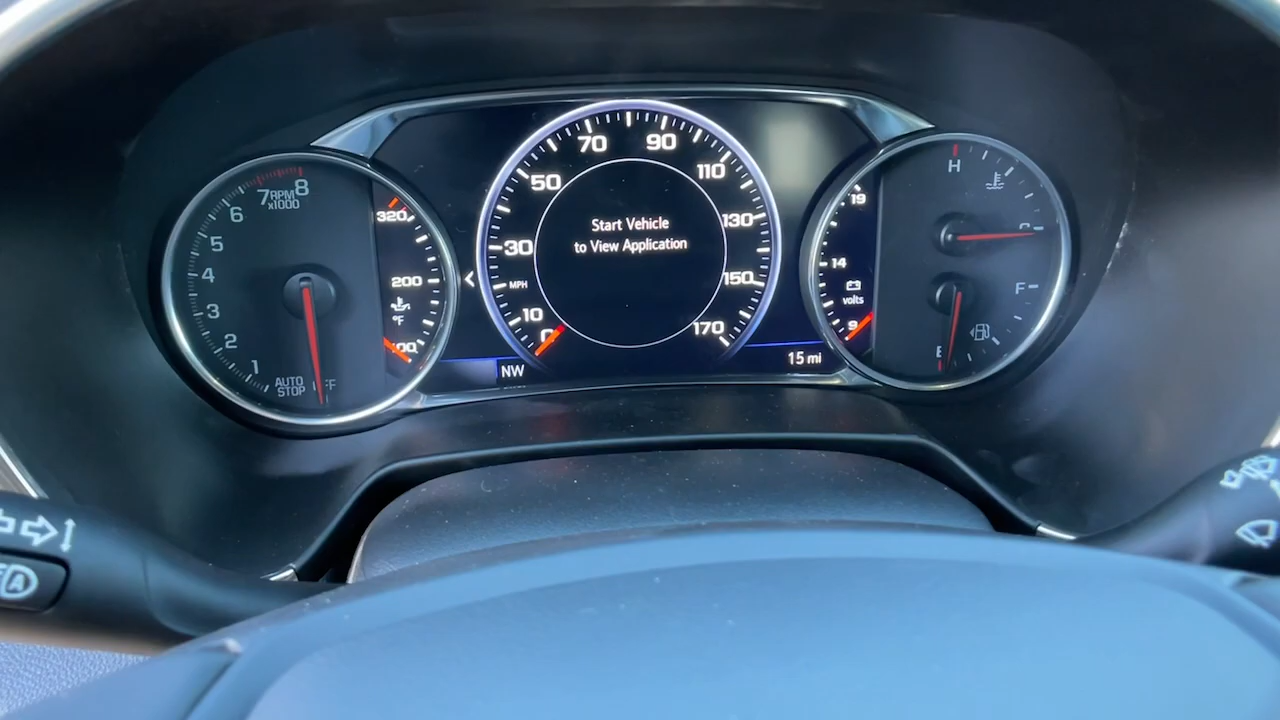 8
7
RPM
x1000
6
5
4
3
2
1
AUTO
STOP
320
200
°F
NW
10
30
50
70
90
110
130
150
170
MPH
Start Vehicle
to View Application
15 mi
19
14
volts
9
H
F
E
A